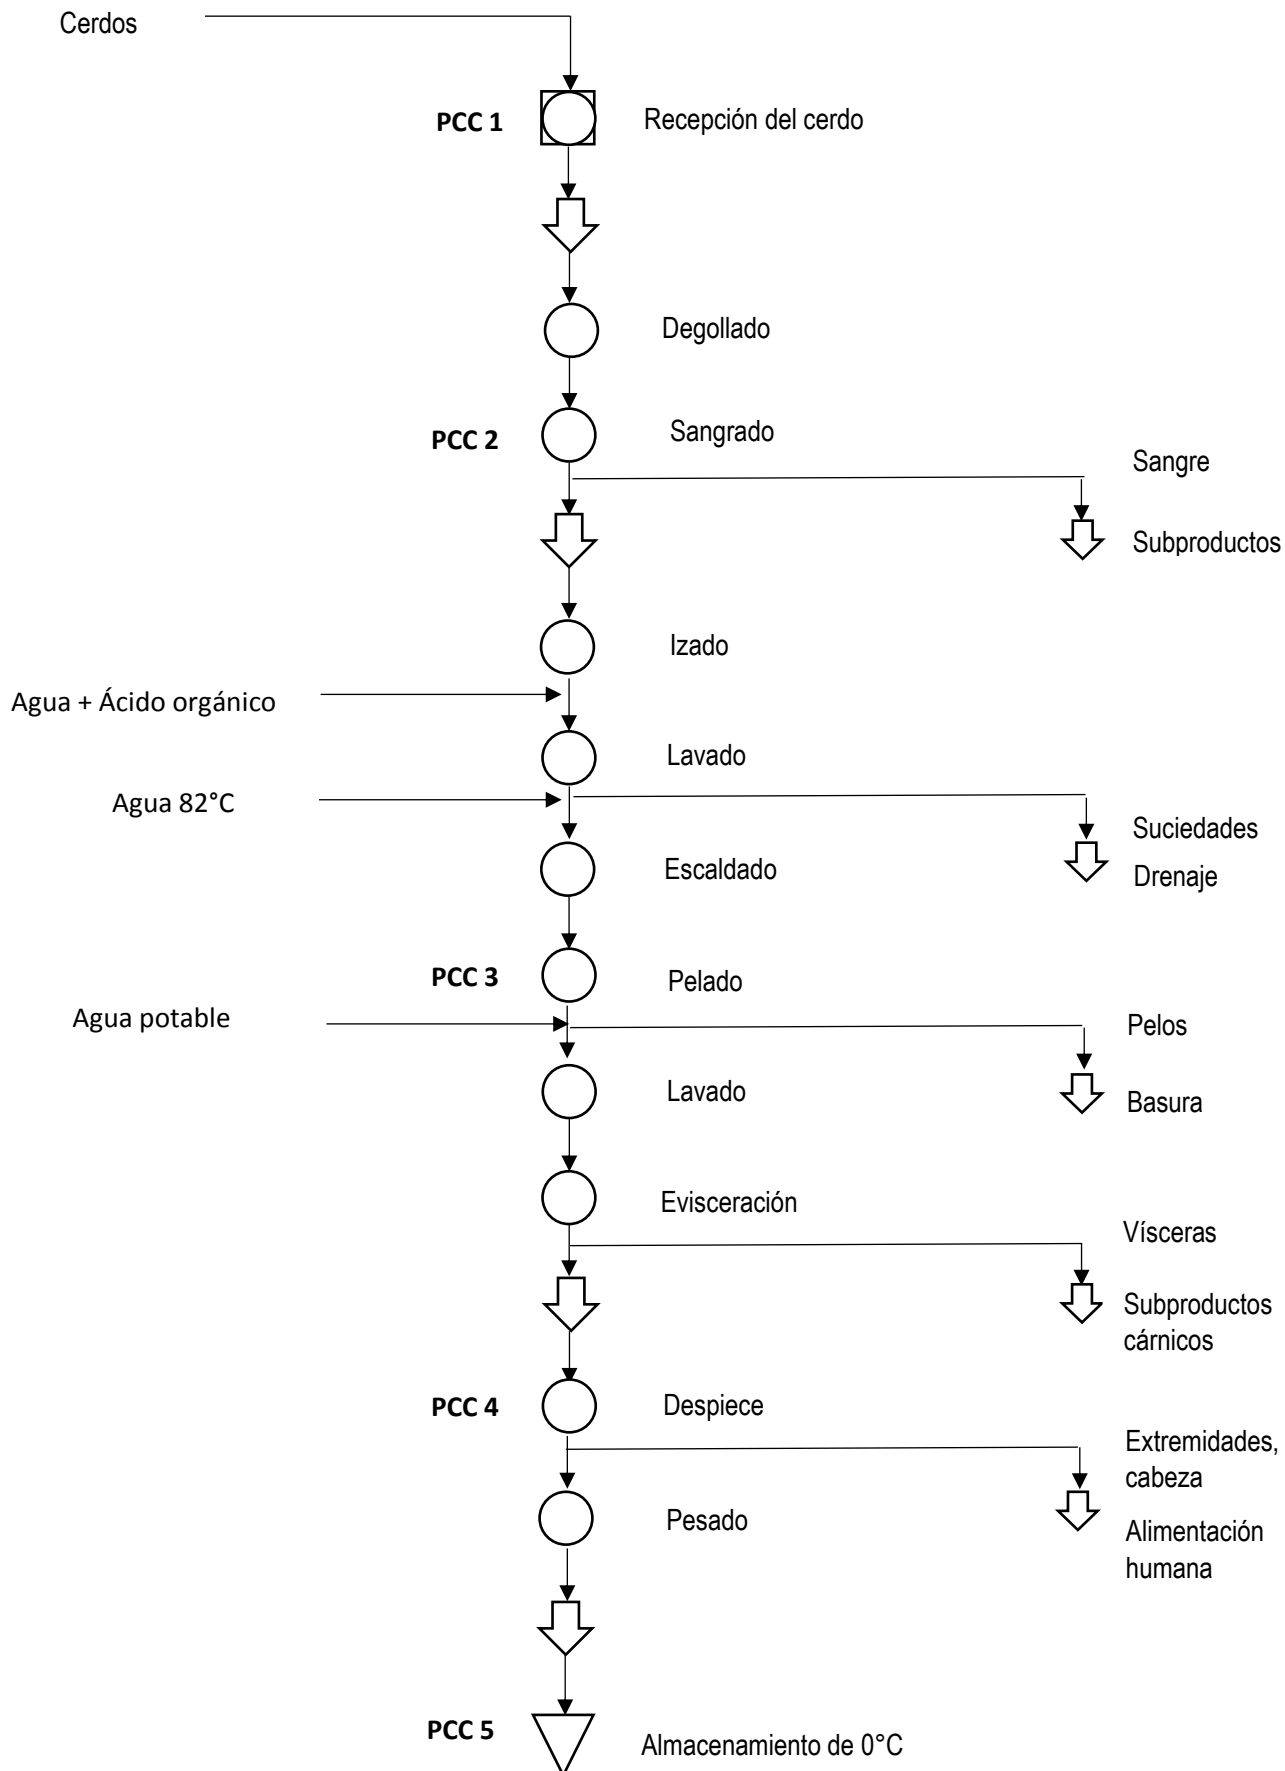 Cerdos
PCC 1
Recepción del cerdo
Degollado
PCC 2
Sangrado
Sangre
Subproductos
Izado
Agua + Ácido orgánico
Lavado
Agua 82°C
Suciedades
Escaldado
Drenaje
PCC 3
Pelado
Agua potable
Pelos
Lavado
Basura
Evisceración
Vísceras
Subproductos
cárnicos
PCC 4
Despiece
Extremidades,
cabeza
Pesado
Alimentación
humana
PCC 5
Almacenamiento de 0°C